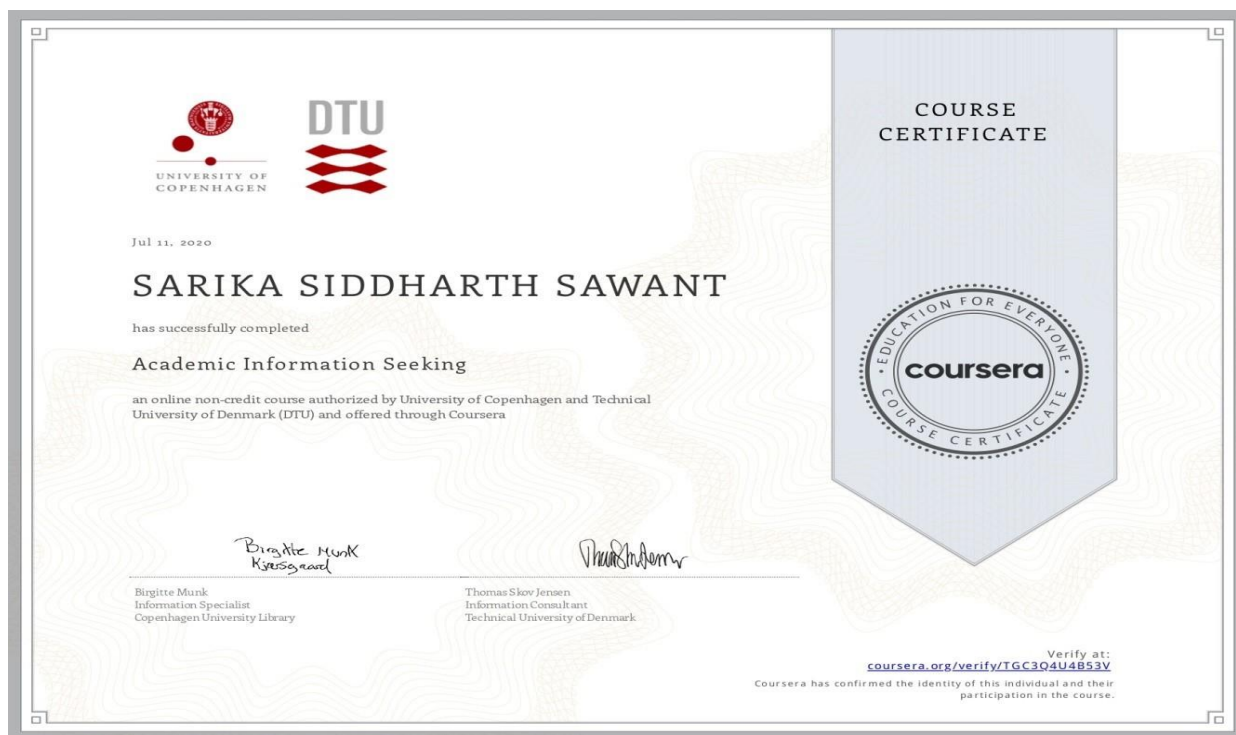 UNIVERSITY OF
COPENHAGEN
DTU
Jul 11, 2020
SARIKA SIDDHARTH SAWANT
has successfully completed
Academic Information Seeking
an online non-credit course authorized by University of Copenhagen and Technical
University of Denmark (DTU) and offered through Coursera
Birgitte Munk
Kjærsgaard
Birgitte Munk
Information Specialist
Copenhagen University Library
Thomas Skov Jensen
Information Consultant
Technical University of Denmark
COURSE
CERTIFICATE
EDUCATION FOR EVERYONE
coursera
COURSE CERTIFICATE
Verify at:
coursera.org/verify/TGC3Q4U4B53V
Coursera has confirmed the identity of this individual and their
participation in the course.